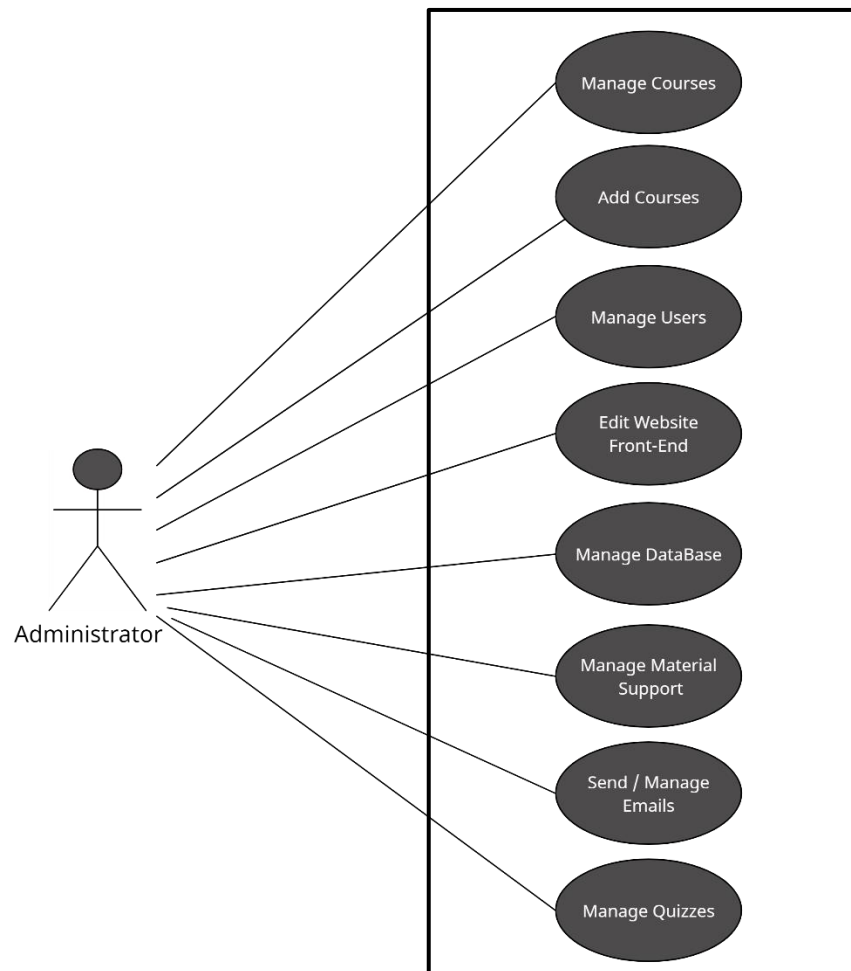 Manage Courses
Add Courses
Manage Users
Edit Website
Front-End
Manage DataBase
Administrator
Manage Material
Support
Send / Manage
Emails
Manage Quizzes